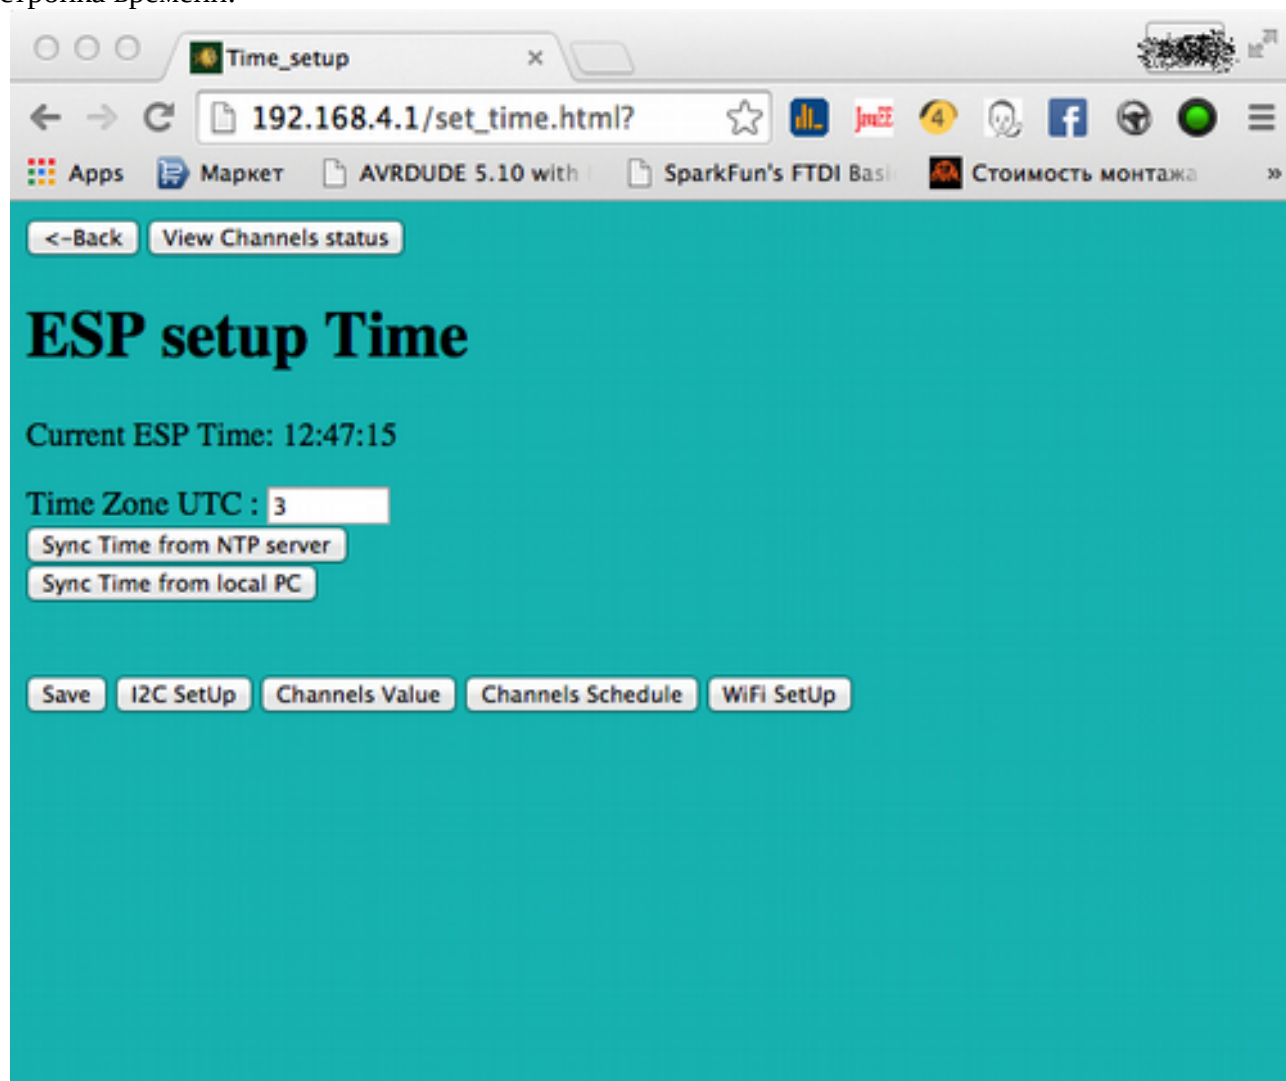 Time_setup
192.168.4.1/set_time.html?
Apps Маркет AVRDUDE 5.10 with SparkFun's FTDI Basi Стоимость монтажа »
<-Back View Channels status
ESP setup Time
Current ESP Time: 12:47:15
Time Zone UTC : 3
Sync Time from NTP server
Sync Time from local PC
Save I2C SetUp Channels Value Channels Schedule WiFi SetUp